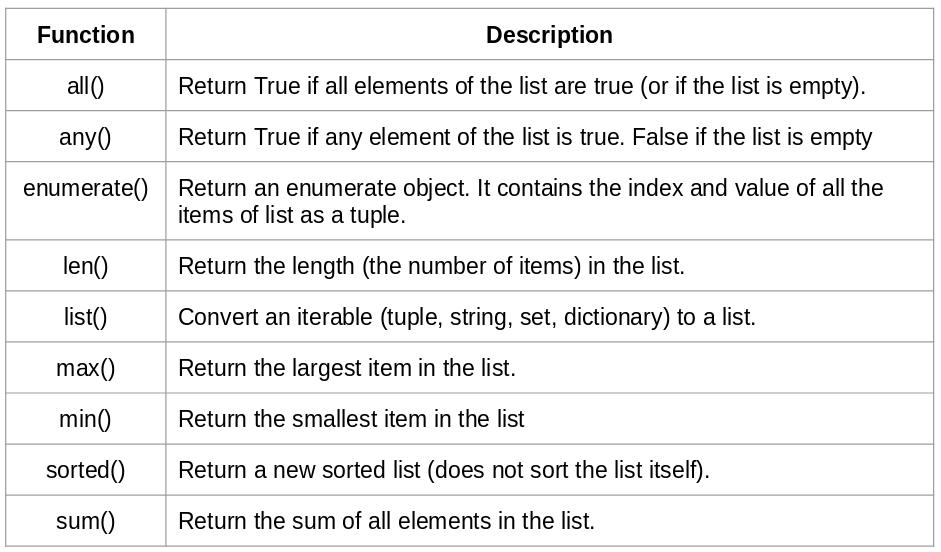 Function Description
all() Return True if all elements of the list are true (or if the list is empty).
any() Return True if any element of the list is true. False if the list is empty
enumerate() Return an enumerate object. It contains the index and value of all the
items of list as a tuple.
len() Return the length (the number of items) in the list.
list() Convert an iterable (tuple, string, set, dictionary) to a list.
max() Return the largest item in the list.
min() Return the smallest item in the list
sorted() Return a new sorted list (does not sort the list itself).
sum() Return the sum of all elements in the list.